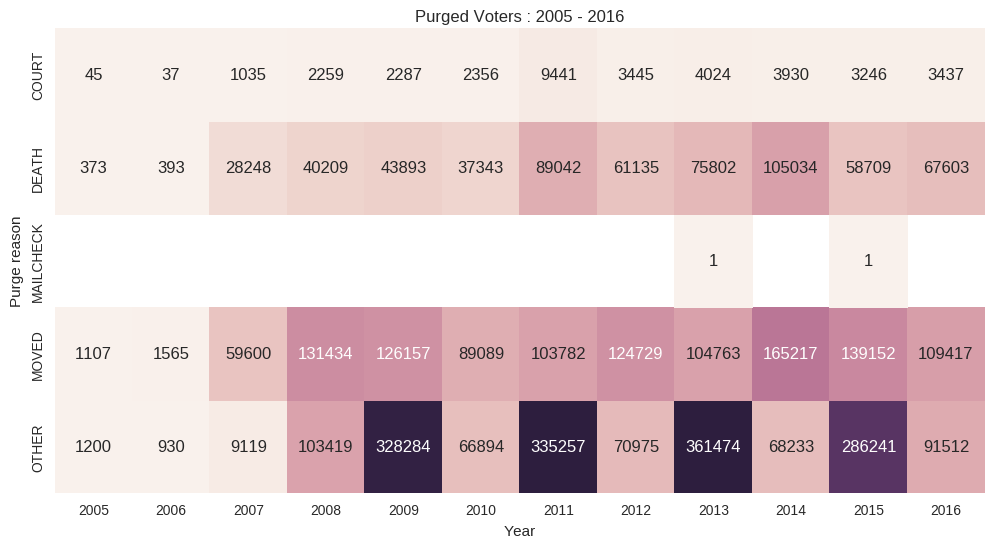 Purged Voters : 2005 - 2016
Purge reason
COURT 45 37 1035 2259 2287 2356 9441 3445 4024 3930 3246 3437
DEATH 373 393 28248 40209 43893 37343 89042 61135 75802 105034 58709 67603
MAILCHECK 1 1
MOVED 1107 1565 59600 131434 126157 89089 103782 124729 104763 165217 139152 109417
OTHER 1200 930 9119 103419 328284 66894 335257 70975 361474 68233 286241 91512
2005 2006 2007 2008 2009 2010 2011 2012 2013 2014 2015 2016
Year